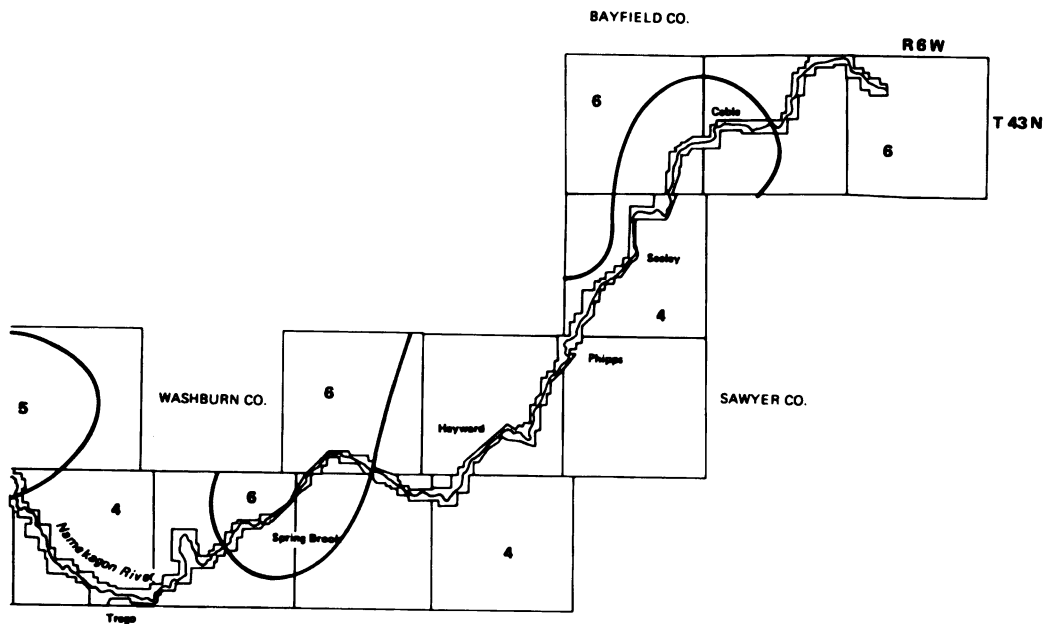 BAYFIELD CO.
R 6 W
6
Cable
T 43 N
6
Seeley
4
Phipps
6
5
WASHBURN CO.
SAWYER CO.
Hayward
6
4
Spring Brook
4
Namekagon River
Trego